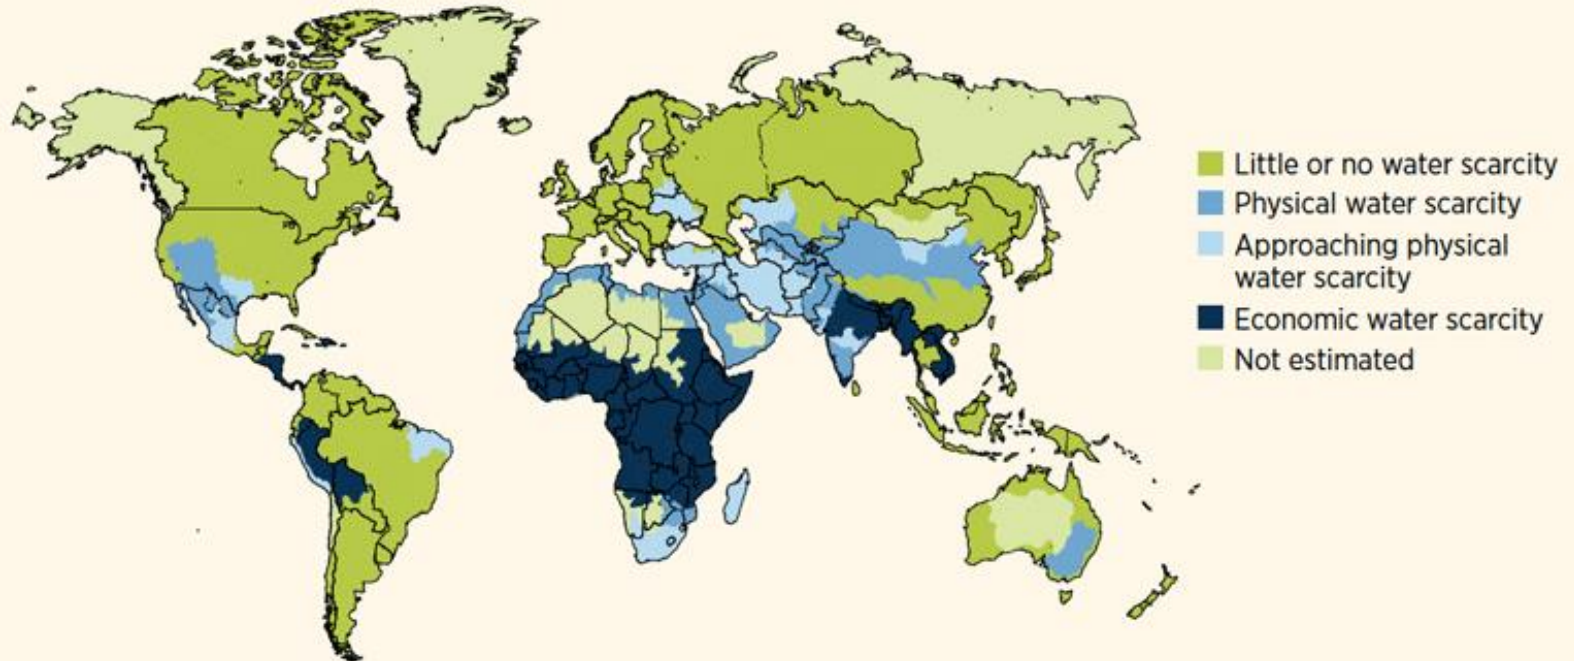 Little or no water scarcity
Physical water scarcity
Approaching physical
water scarcity
Economic water scarcity
Not estimated